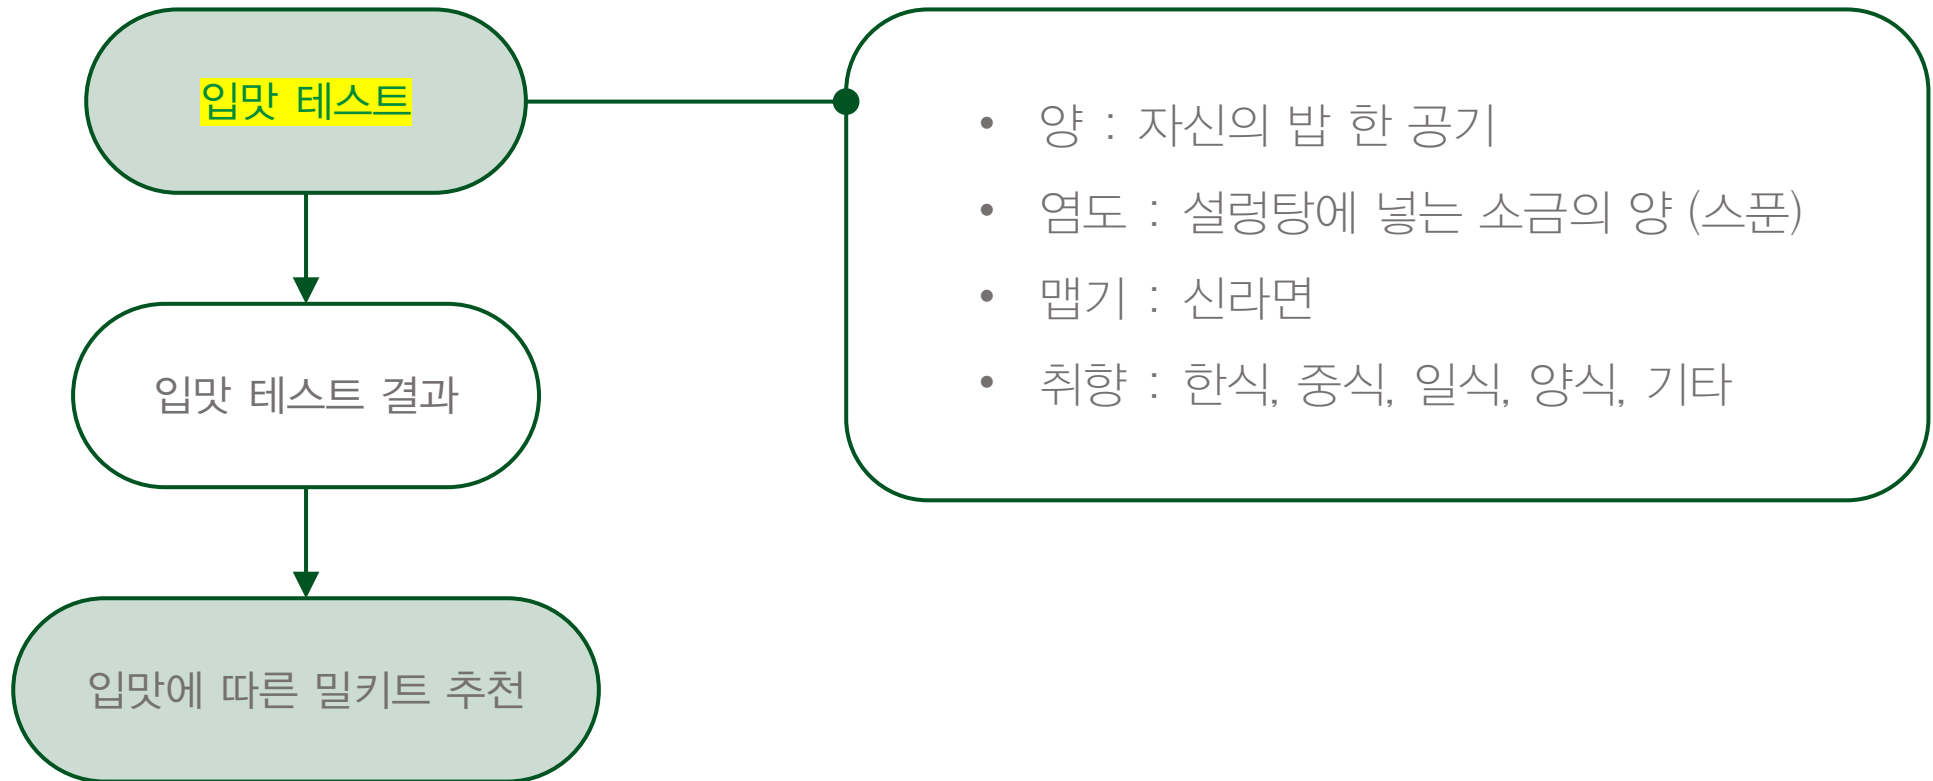 입맛 테스트
• 양 : 자신의 밥 한 공기
• 염도 : 설렁탕에 넣는 소금의 양 (스푼)
• 맵기 : 신라면
• 취향 : 한식, 중식, 일식, 양식, 기타
입맛 테스트 결과
입맛에 따른 밀키트 추천